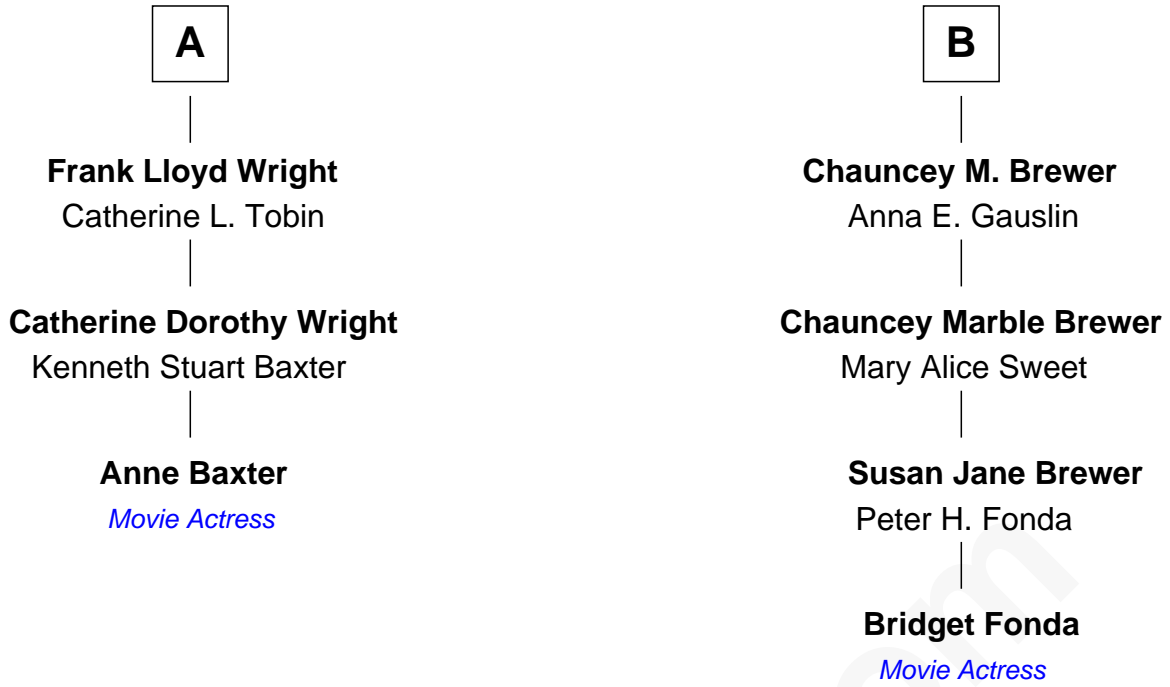 A
Frank Lloyd Wright
Catherine L. Tobin
Catherine Dorothy Wright
Kenneth Stuart Baxter
Anne Baxter
Movie Actress
B
Chauncey M. Brewer
Anna E. Gauslin
Chauncey Marble Brewer
Mary Alice Sweet
Susan Jane Brewer
Peter H. Fonda
Bridget Fonda
Movie Actress